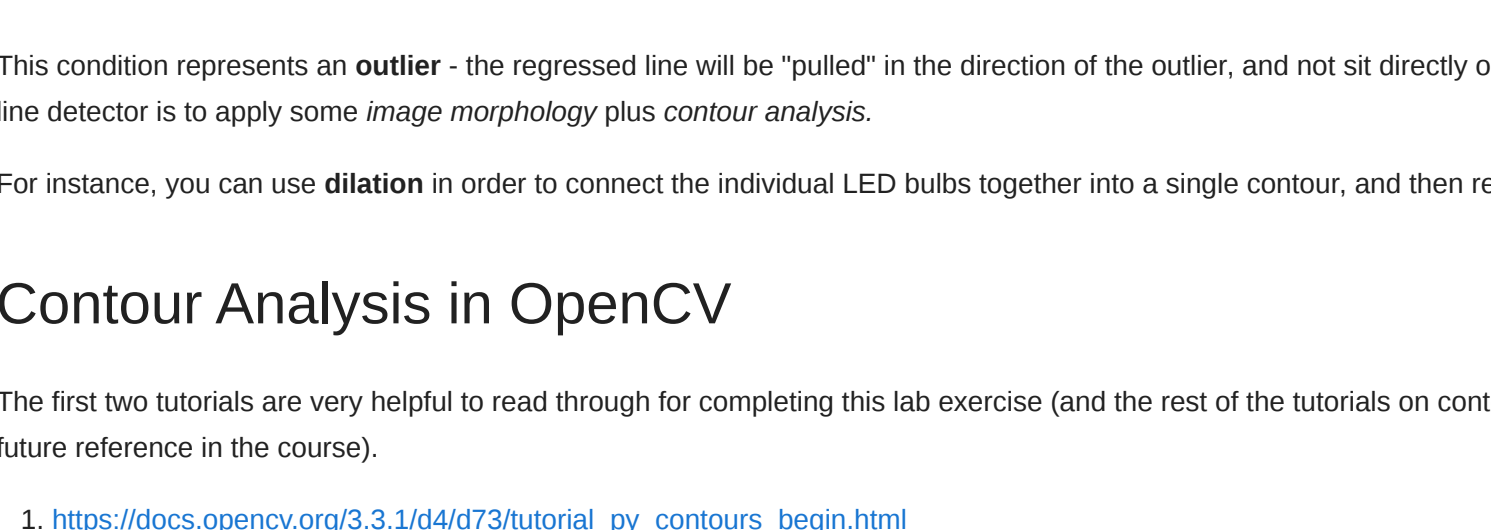 This condition represents an outlier - the regressed line will be "pulled" in the direction of the outlier, and not sit directly
line detector is to apply some image morphology plus contour analysis.
For instance, you can use dilation in order to connect the individual LED bulbs together into a single contour, and then
Contour Analysis in OpenCV
The first two tutorials are very helpful to read through for completing this lab exercise (and the rest of the tutorials on
future reference in the course).
1. https://docs.opencv.org/3.3.1/d4/d73/tutorial_py_contours_begin.html